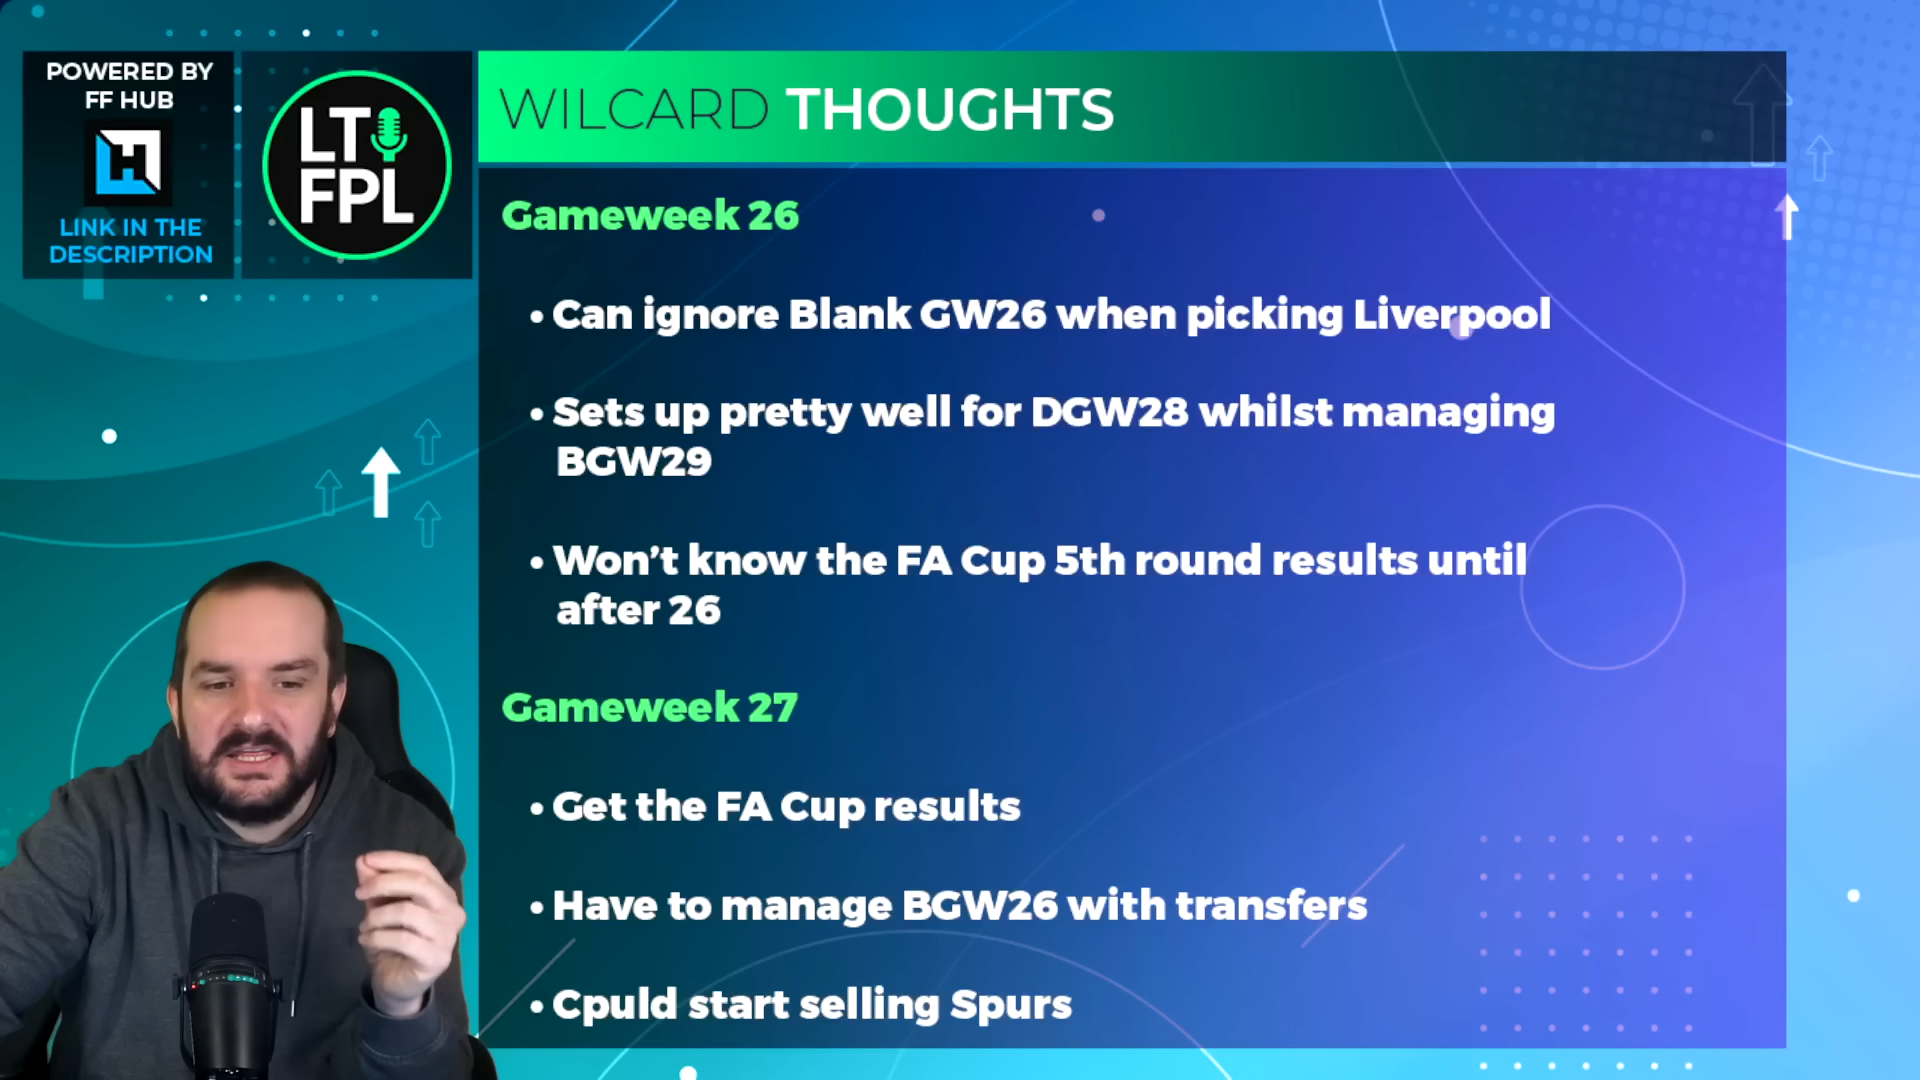 POWERED BY
FF HUB
LINK IN THE
DESCRIPTION
LT
FPL
WILCARD THOUGHTS
Gameweek 26
• Can ignore Blank GW26 when picking Liverpool
• Sets up pretty well for DGW28 whilst managing
BGW29
• Won’t know the FA Cup 5th round results until
after 26
Gameweek 27
• Get the FA Cup results
• Have to manage BGW26 with transfers
• Cpuld start selling Spurs